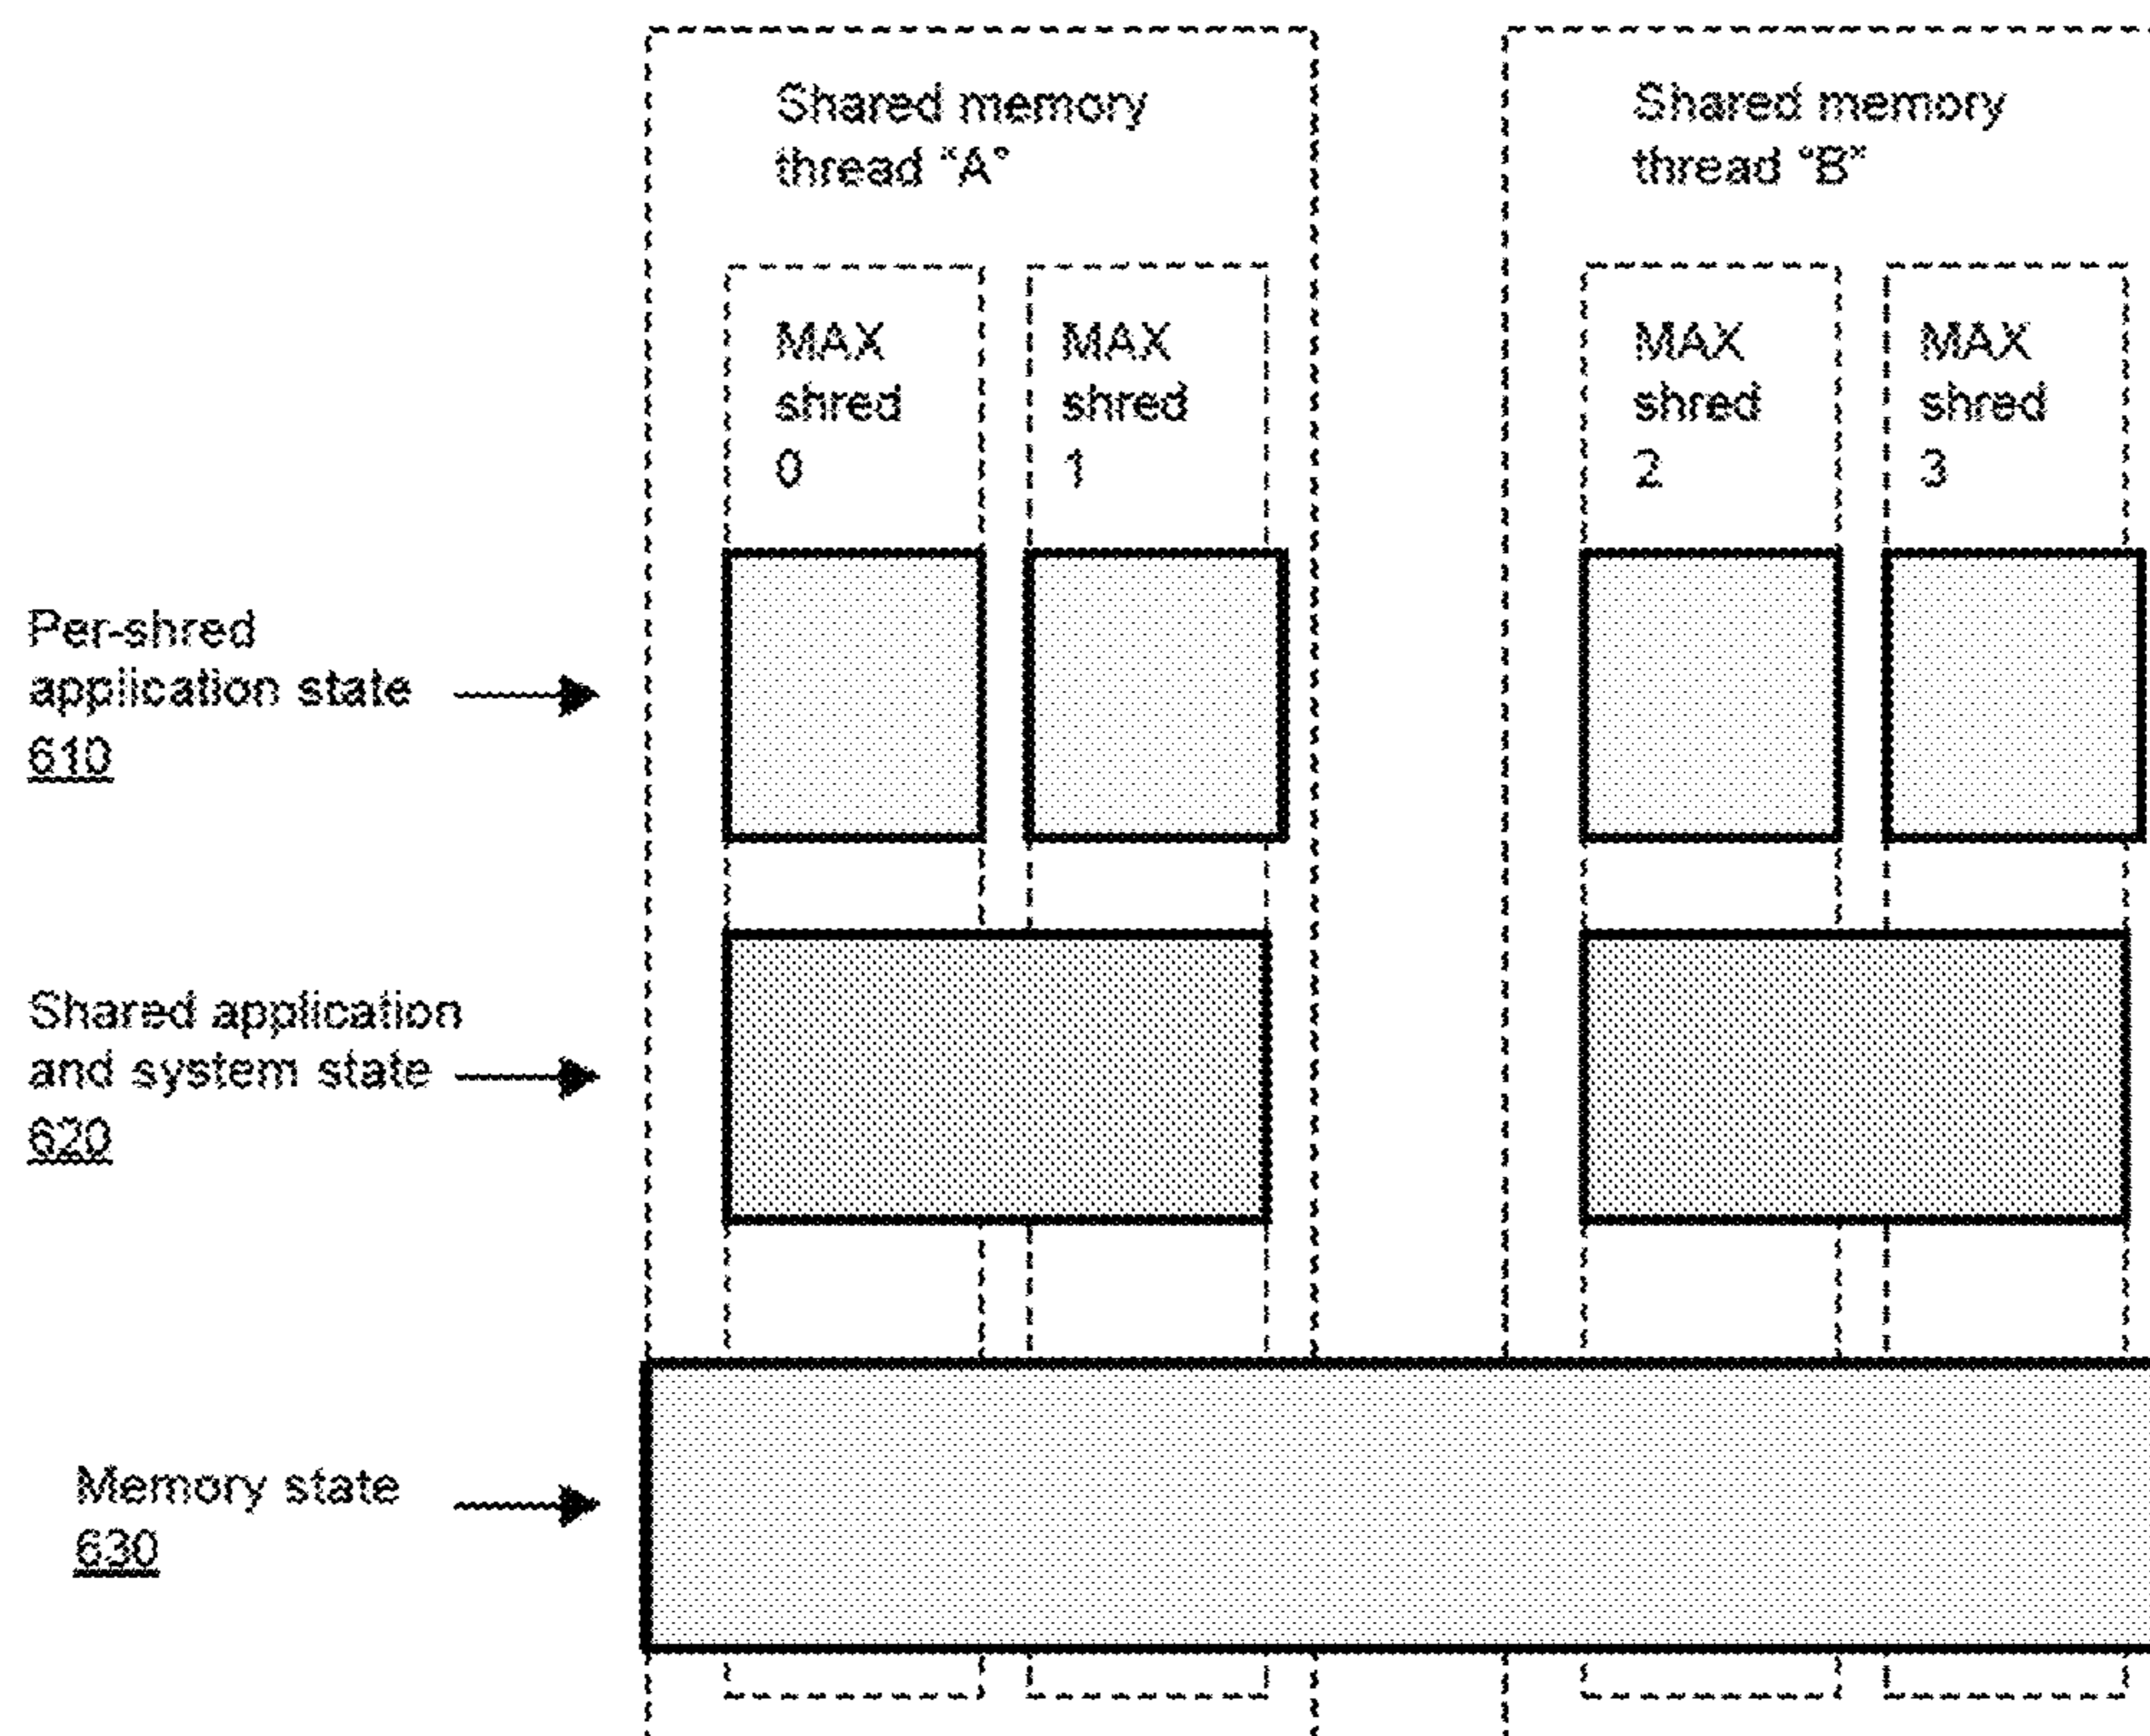 Shared memory
thread "A"
Shared memory
thread "B"
MAX
shred
0
MAX
shred
1
MAX
shred
2
MAX
shred
3
Per-shred
application state
610
Shared application
and system state
620
Memory state
630